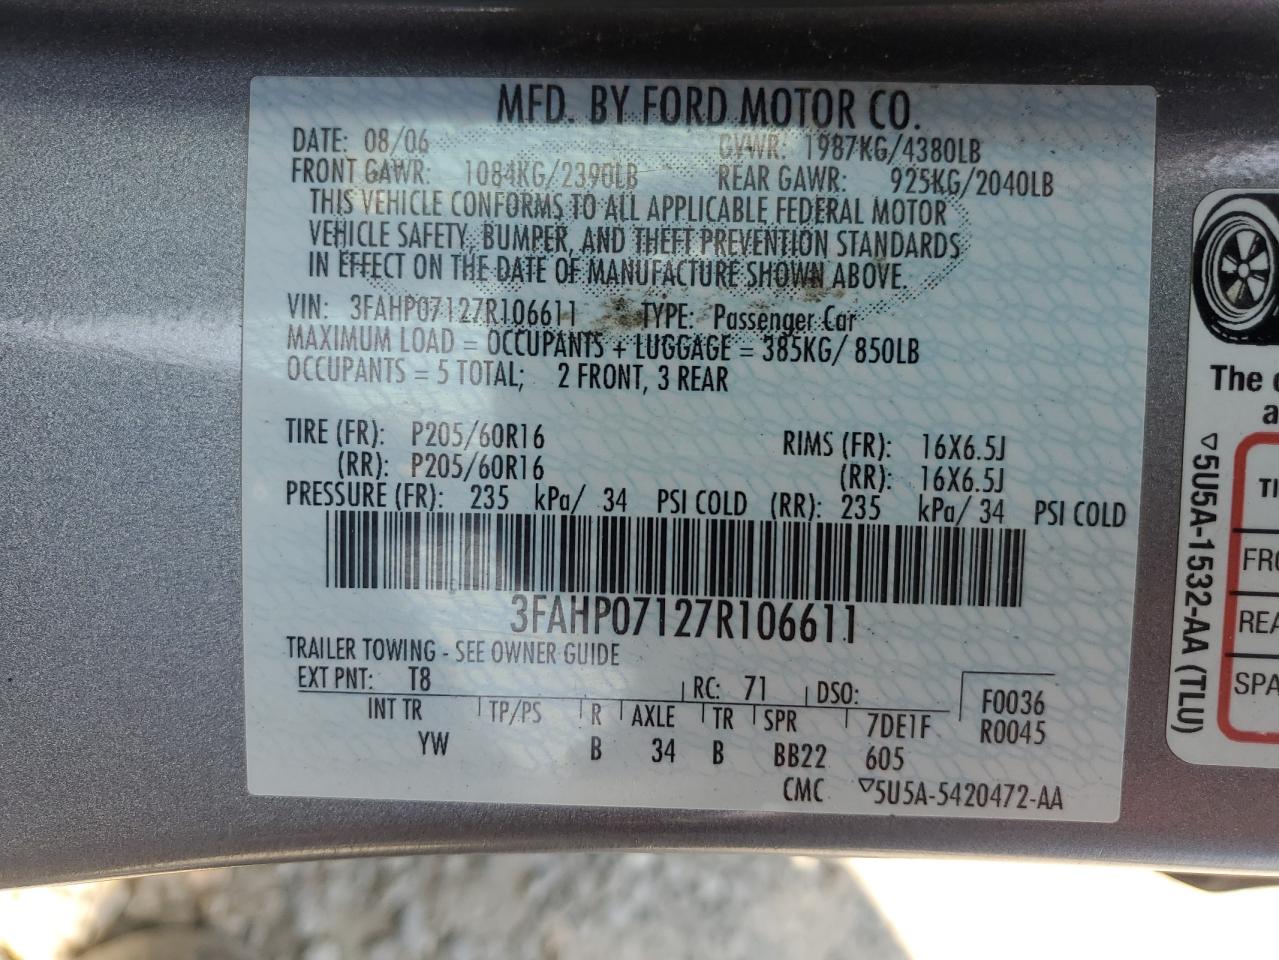 MFD. BY FORD MOTOR CO.
DATE: 08/06 GVWR: 1987KG/4380LB
FRONT GAWR: 1084KG/2390LB REAR GAWR: 925KG/2040LB
THIS VEHICLE CONFORMS TO ALL APPLICABLE FEDERAL MOTOR
VEHICLE SAFETY, BUMPER, AND THEFT PREVENTION STANDARDS
IN EFFECT ON THE DATE OF MANUFACTURE SHOWN ABOVE.
VIN: 3FAHP07127R106611 TYPE: Passenger Car
MAXIMUM LOAD = OCCUPANTS + LUGGAGE = 385KG/ 850LB
OCCUPANTS = 5 TOTAL; 2 FRONT, 3 REAR
TIRE (FR): P205/60R16 RIMS (FR): 16X6.5J
(RR): P205/60R16 (RR): 16X6.5J
PRESSURE (FR): 235 kPa/ 34 PSI COLD (RR): 235 kPa/ 34 PSI COLD
3FAHP07127R106611
TRAILER TOWING - SEE OWNER GUIDE
EXT PNT: T8 RC: 71 DSO: F0036
INT TR TP/PS R AXLE TR SPR 7DE1F R0045
YW B 34 B BB22 605
CMC ▽5U5A-5420472-AA
The
a
▽5U5A-1532-AA (TLU)
TI
FRO
REA
SPA